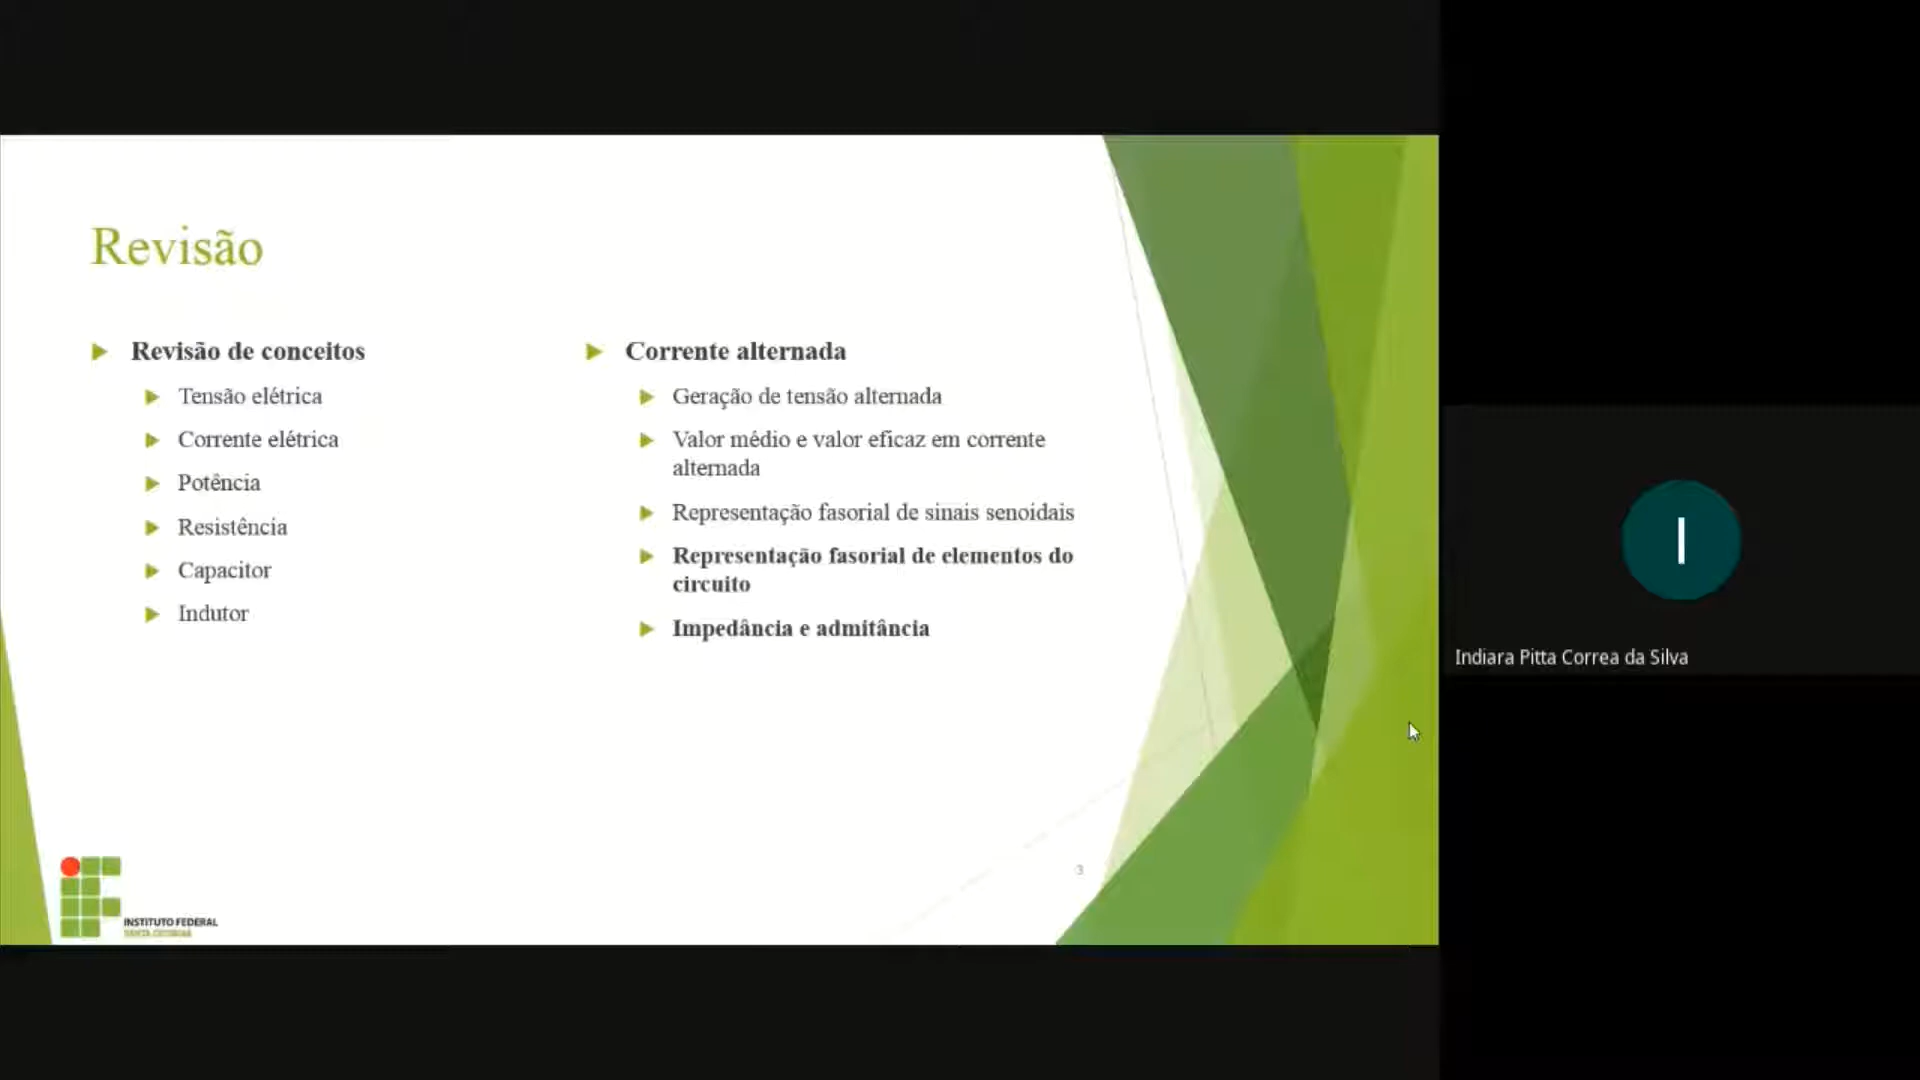 Revisão
Revisão de conceitos
Tensão elétrica
Corrente elétrica
Potência
Resistência
Capacitor
Indutor
Corrente alternada
Geração de tensão alternada
Valor médio e valor eficaz em corrente
alternada
Representação fasorial de sinais senoidais
Representação fasorial de elementos do
circuito
Impedância e admitância
3
INSTITUTO FEDERAL
SANTA CATARINA
I
Indiara Pitta Correa da Silva